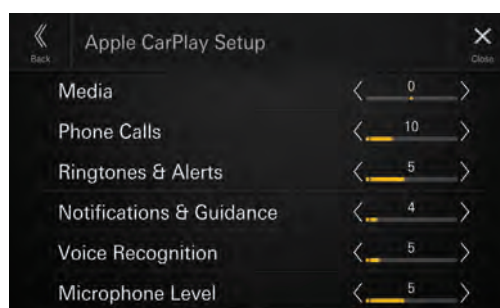 Apple CarPlay Setup
Back
Close
Media 0
Phone Calls 10
Ringtones & Alerts 5
Notifications & Guidance 4
Voice Recognition 5
Microphone Level 5